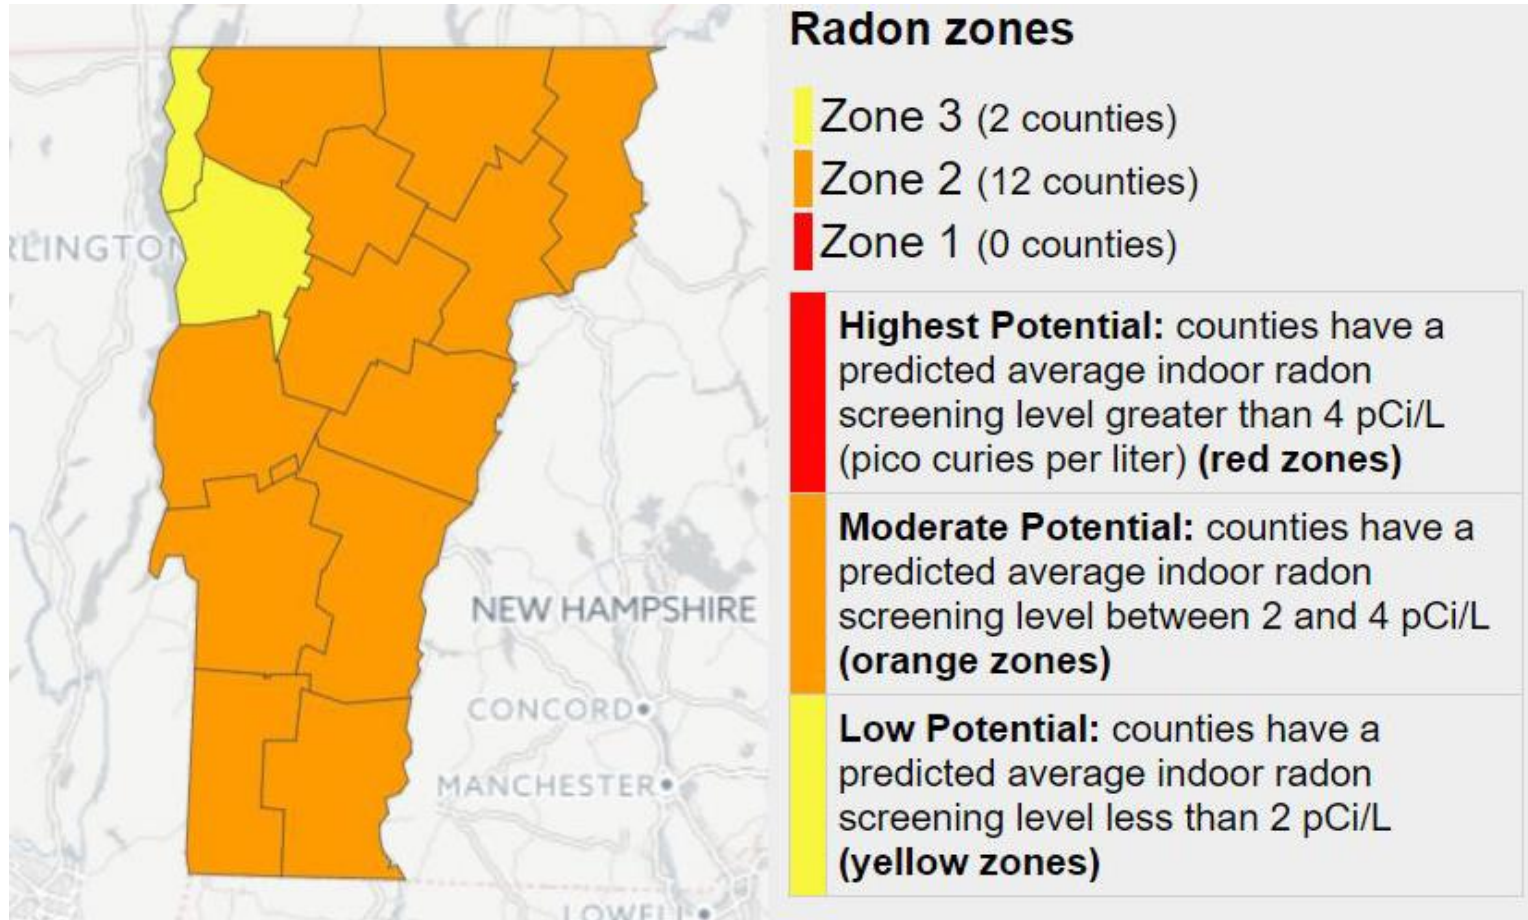 Radon zones
Zone 3 (2 counties)
Zone 2 (12 counties)
Zone 1 (0 counties)
Highest Potential: counties have a
predicted average indoor radon
screening level greater than 4 pCi/L
(pico curies per liter) (red zones)
Moderate Potential: counties have a
predicted average indoor radon
screening level between 2 and 4 pCi/L
(orange zones)
Low Potential: counties have a
predicted average indoor radon
screening level less than 2 pCi/L
(yellow zones)
RLINGTON
NEW HAMPSHIRE
CONCORD
MANCHESTER
LOWELL